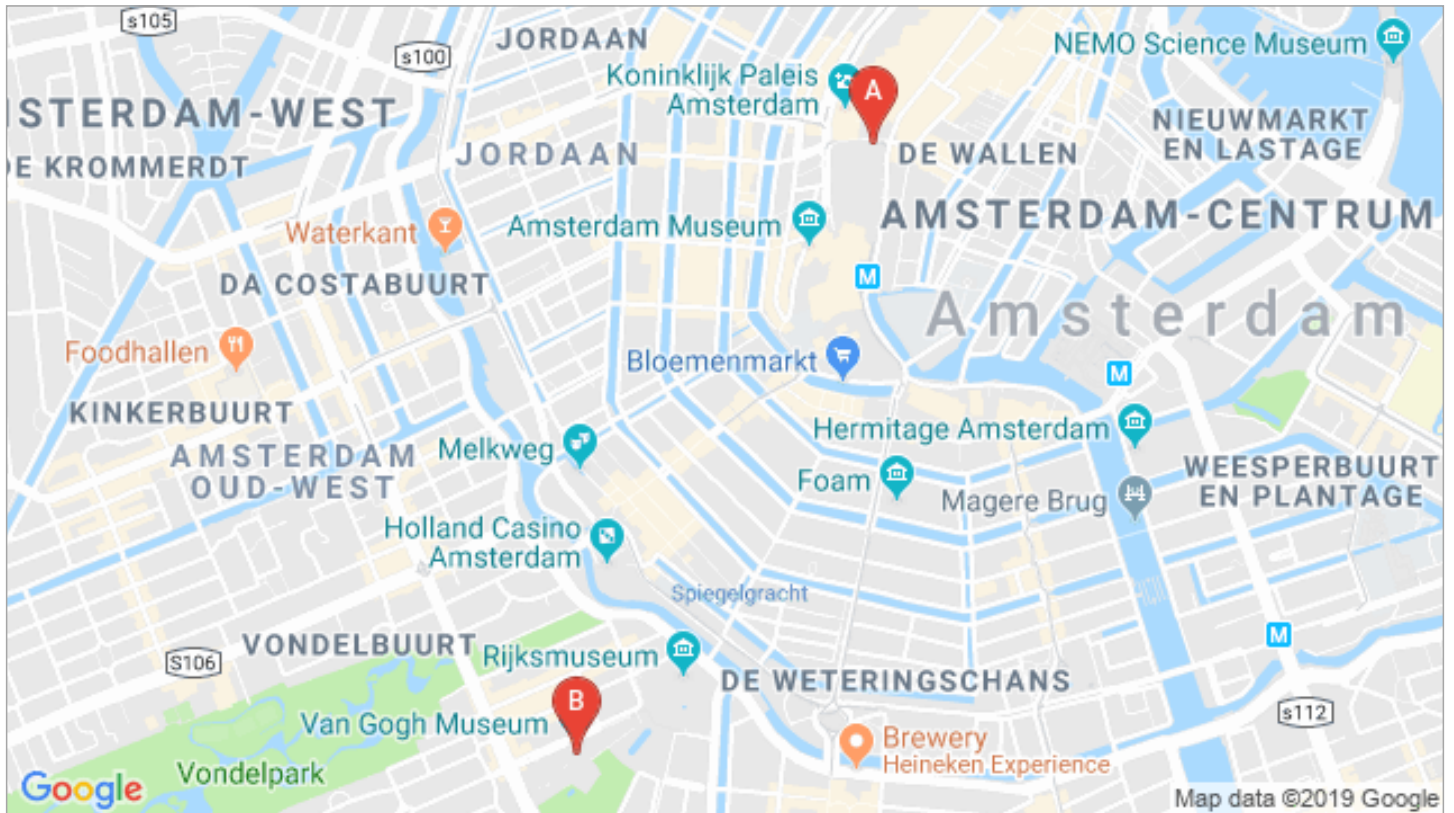 s105
JORDAAN
s100
NEMO Science Museum
Koninklijk Paleis
Amsterdam
A
MSTERDAM-WEST
NIEUWMARKT
EN LASTAGE
DE KROMMERDT
JORDAAN
DE WALLEN
Waterkant
Amsterdam Museum
AMSTERDAM-CENTRUM
DA COSTABUURT
M
Amsterdam
Foodhallen
Bloemenmarkt
M
KINKERBUURT
Hermitage Amsterdam
AMSTERDAM
OUD-WEST
Melkweg
Foam
Magere Brug
WEESPERBUURT
EN PLANTAGE
Holland Casino
Amsterdam
Spiegelgracht
M
VONDELBUURT
S106
Rijksmuseum
DE WETERINGSCHANS
B
Van Gogh Museum
s112
Brewery
Heineken Experience
Vondelpark
Google
Map data ©2019 Google